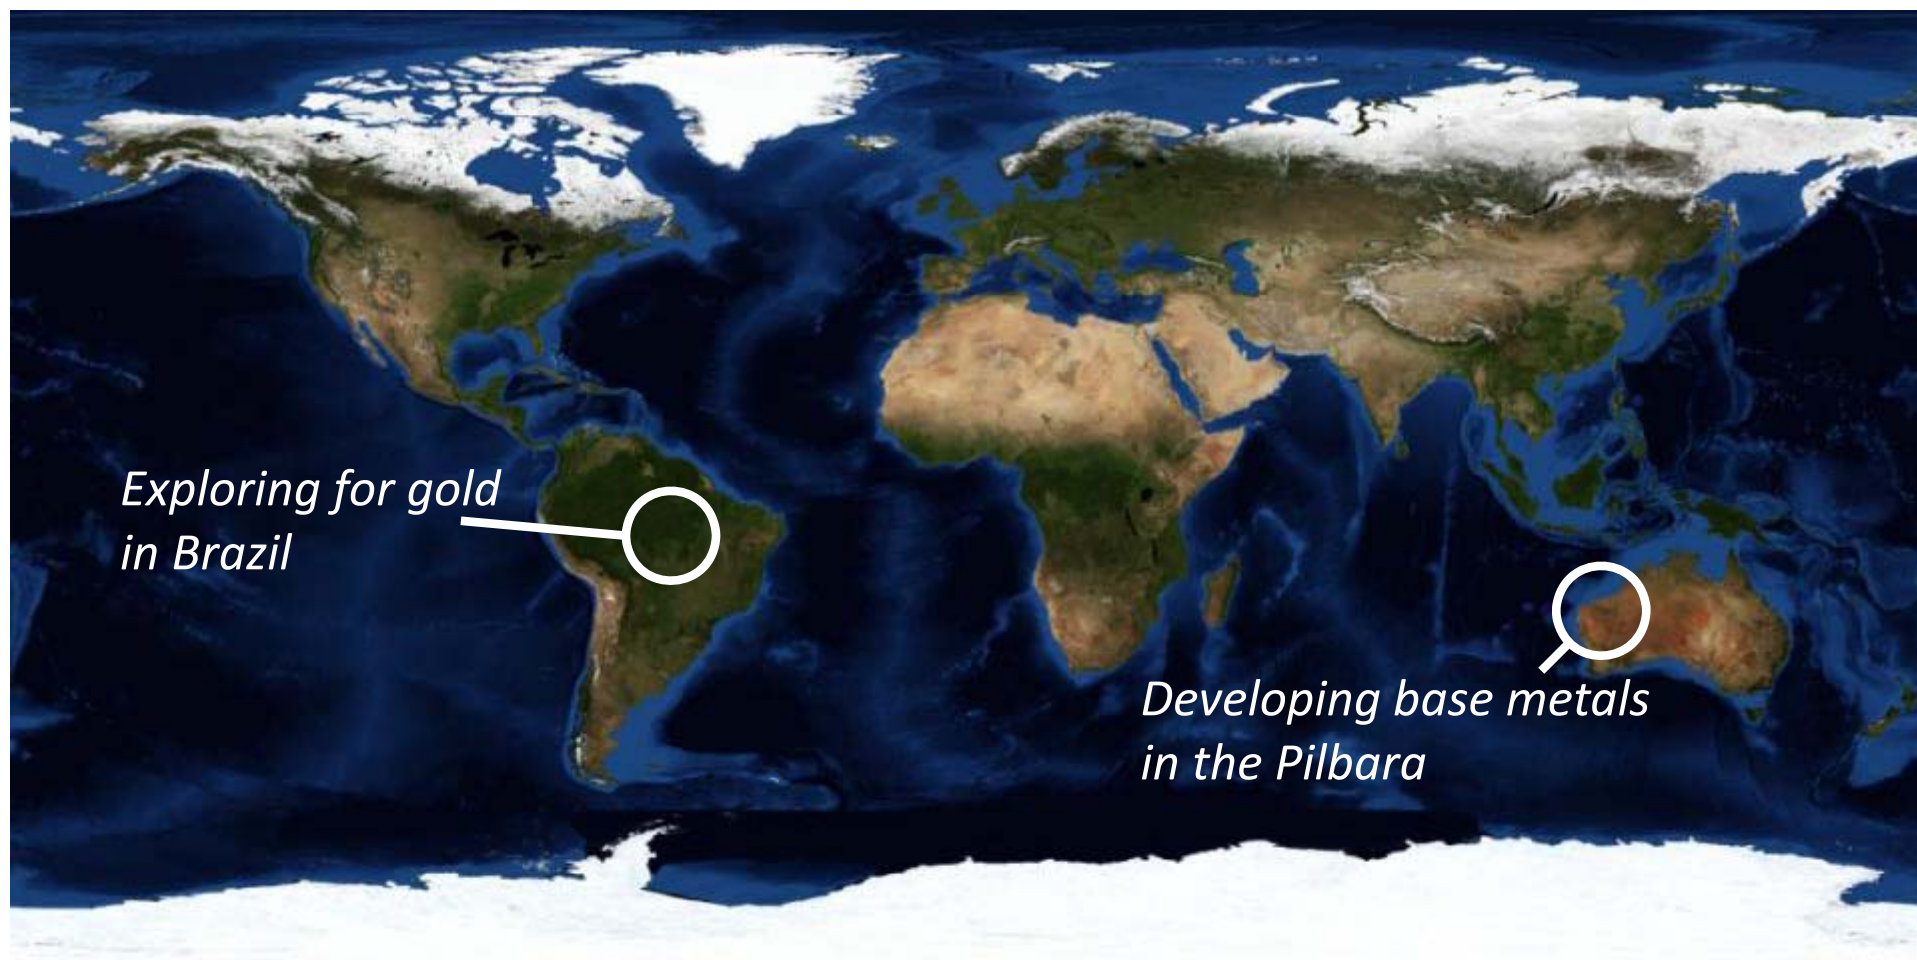 Exploring for gold
in Brazil
Developing base metals
in the Pilbara